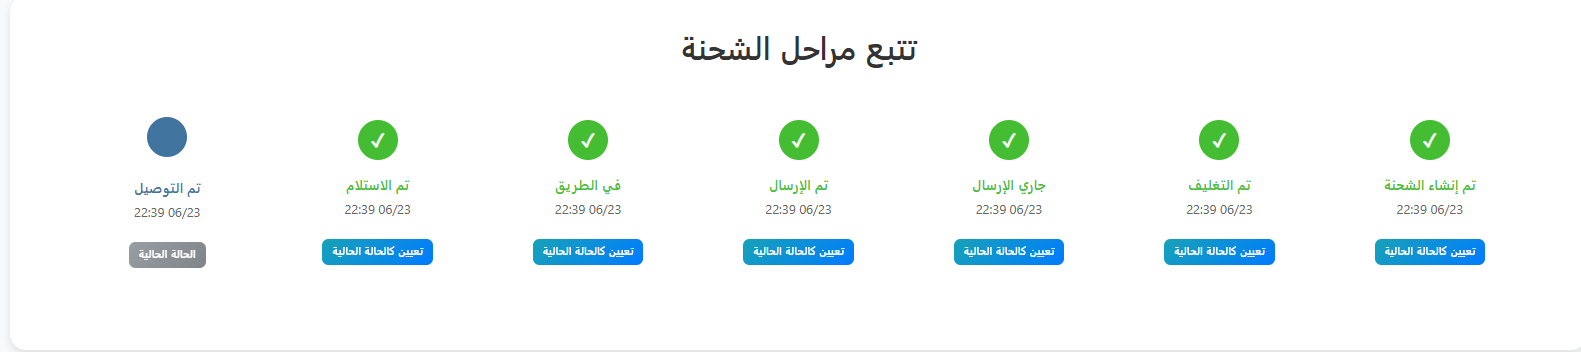 تتبع مراحل الشحنة
تم إنشاء الشحنة
22:39 06/23
تعيين كالحالة الحالية
تم التغليف
22:39 06/23
تعيين كالحالة الحالية
جاري الإرسال
22:39 06/23
تعيين كالحالة الحالية
تم الإرسال
22:39 06/23
تعيين كالحالة الحالية
في الطريق
22:39 06/23
تعيين كالحالة الحالية
تم الاستلام
22:39 06/23
تعيين كالحالة الحالية
تم التوصيل
22:39 06/23
الحالة الحالية